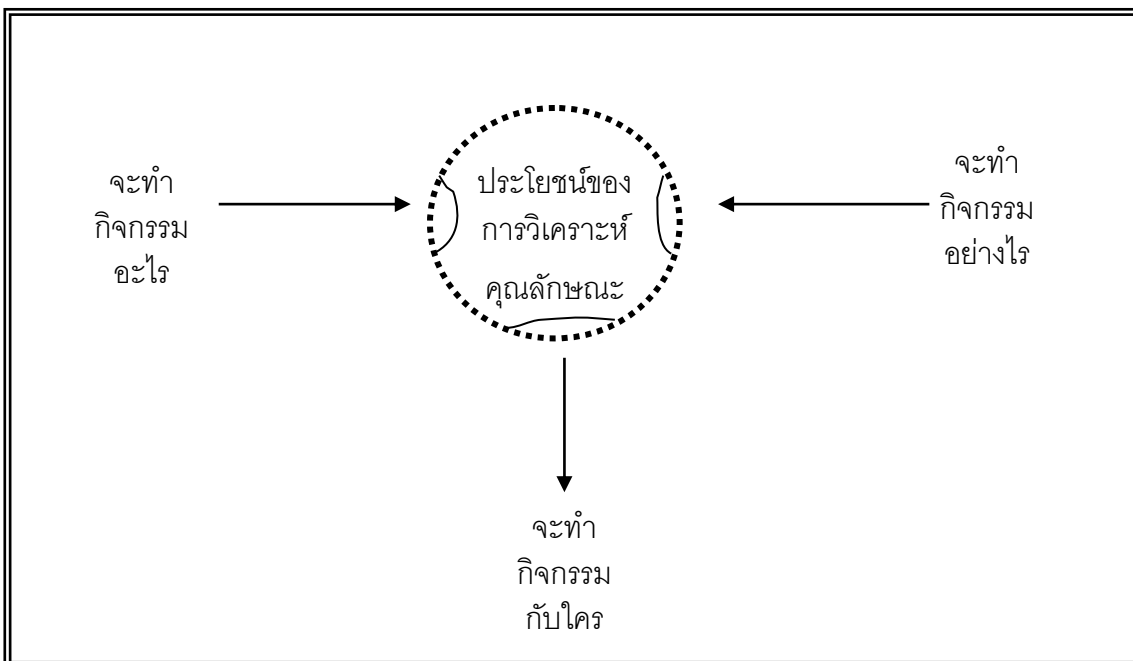 จะทำ
กิจกรรม
อะไร
ประโยชน์ของ
การวิเคราะห์
คุณลักษณะ
จะทำ
กิจกรรม
อย่างไร
จะทำ
กิจกรรม
กับใคร